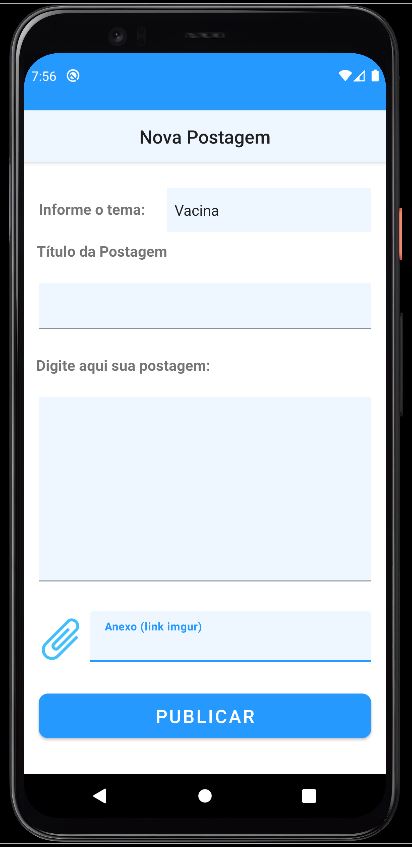 7:56
Nova Postagem
Informe o tema: Vacina
Título da Postagem
Digite aqui sua postagem:
Anexo (link imgur)
PUBLICAR